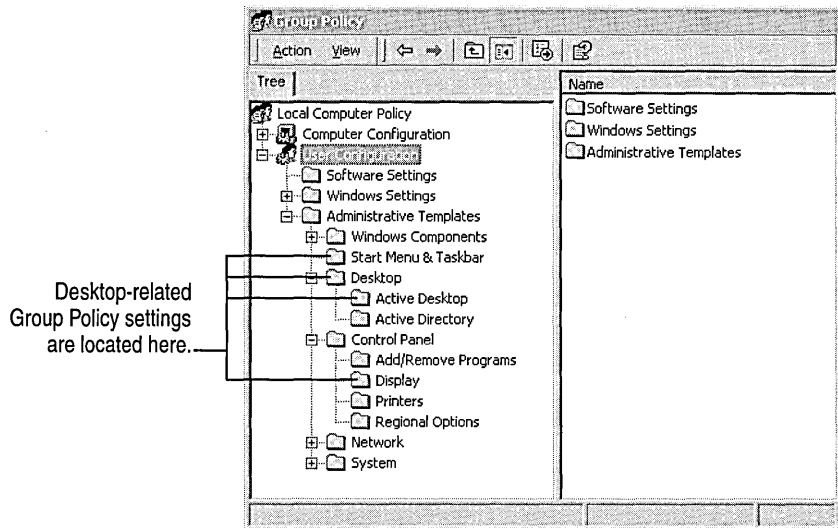 Group Policy
Action View
Tree
Name
Local Computer Policy
Computer Configuration
User Configuration
Software Settings
Windows Settings
Administrative Templates
Windows Components
Start Menu & Taskbar
Desktop
Active Desktop
Active Directory
Control Panel
Add/Remove Programs
Display
Printers
Regional Options
Network
System
Software Settings
Windows Settings
Administrative Templates
Desktop-related
Group Policy settings
are located here.